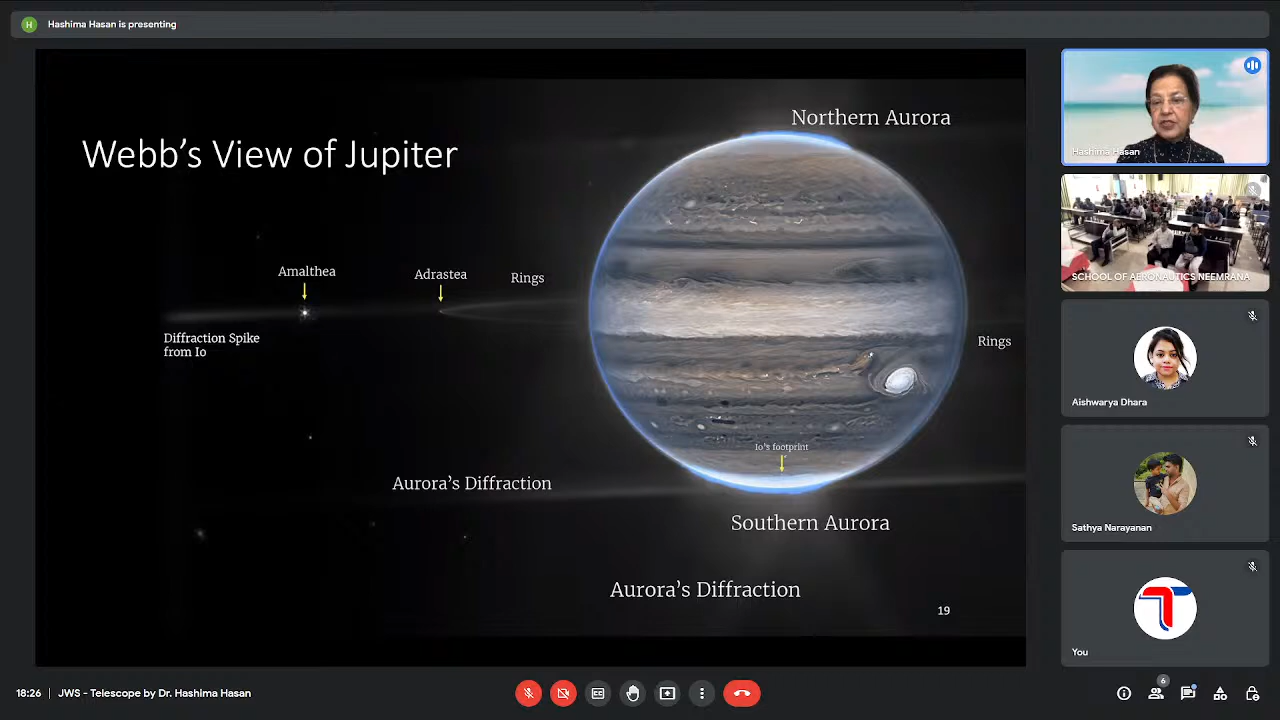 H
Hashima Hasan is presenting
Webb's View of Jupiter
Northern Aurora
Amalthea
Adrastea
Rings
Diffraction Spike
from Io
Rings
Io's footprint
Aurora's Diffraction
Southern Aurora
Aurora's Diffraction
19
Hashima Hasan
SCHOOL OF AERONAUTICS NEEMRANA
Aishwarya Dhara
Sathya Narayanan
You
18:26 | JWS - Telescope by Dr. Hashima Hasan
6